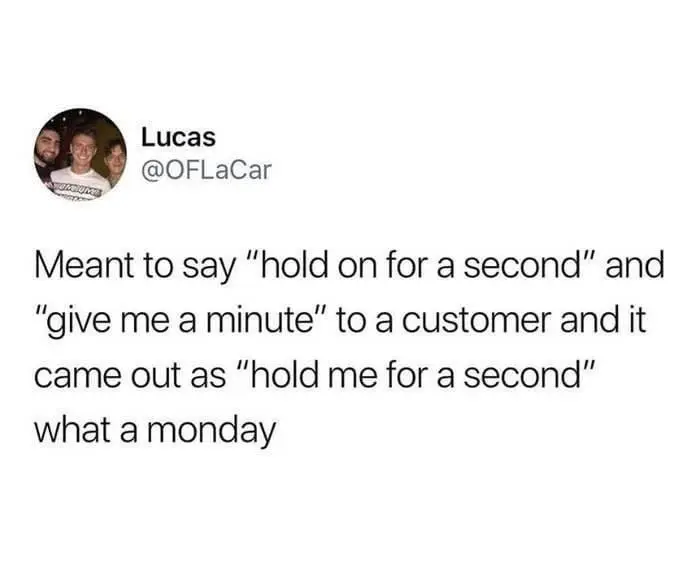 Lucas
@OFLaCar
Meant to say "hold on for a second" and
"give me a minute" to a customer and it
came out as "hold me for a second"
what a monday